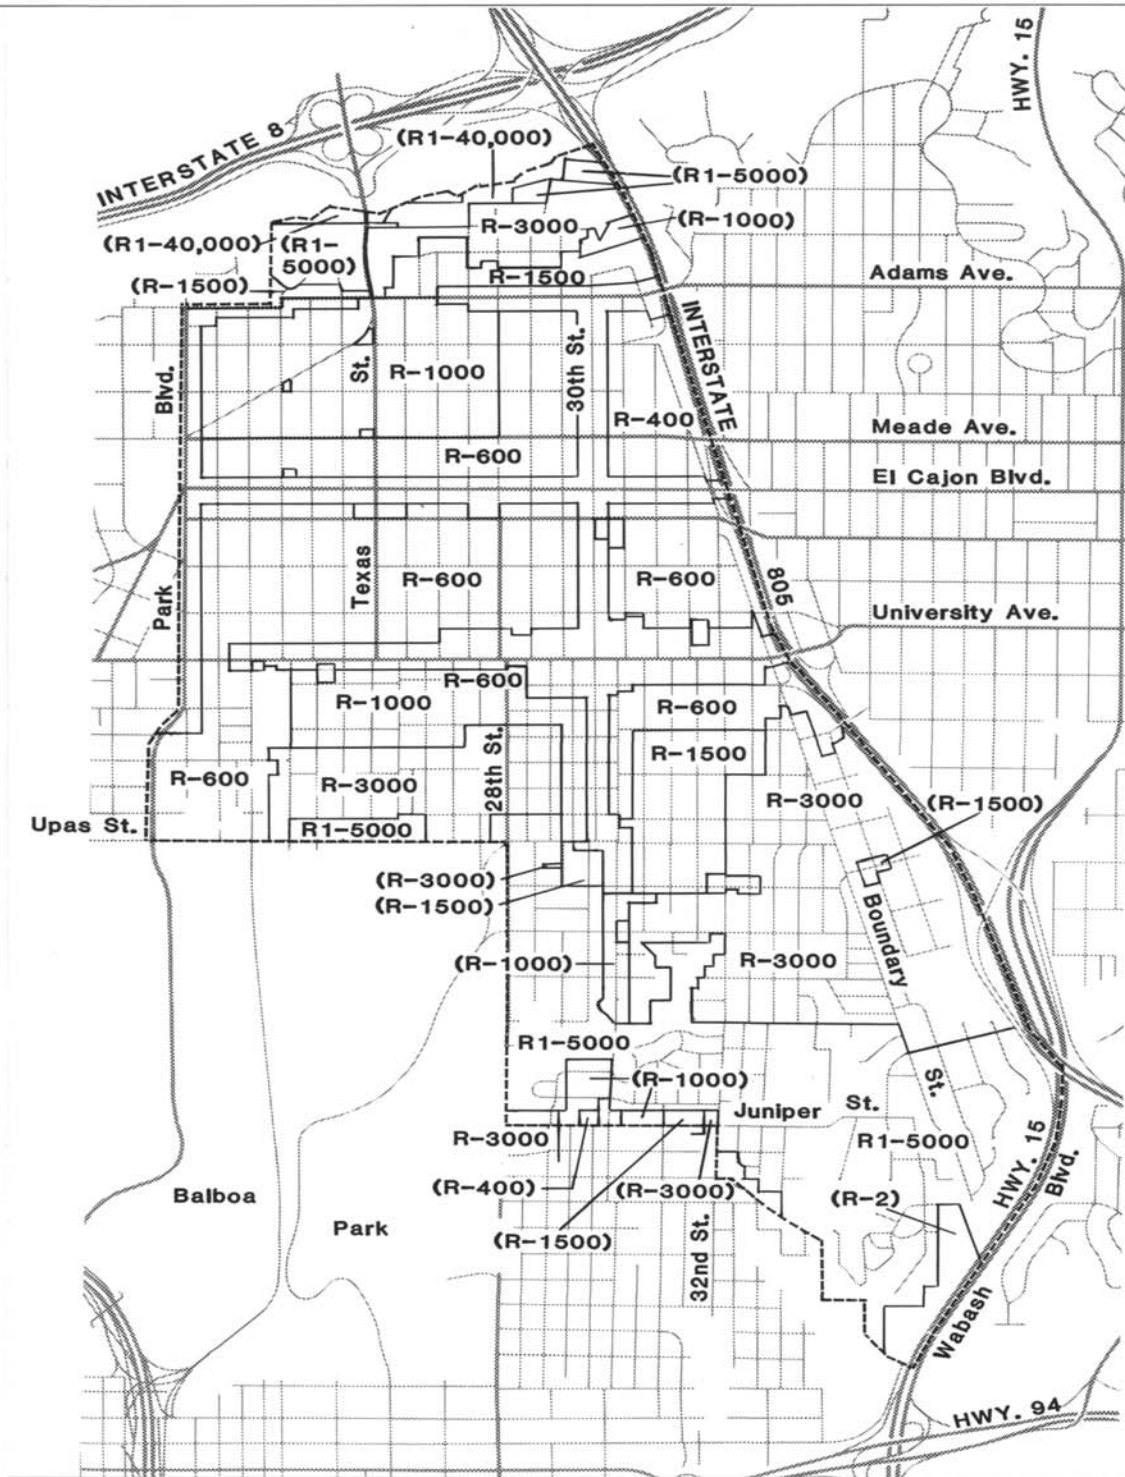 HWY. 15
INTERSTATE 8
(R1-40,000)
(R1-5000)
R-3000
(R-1000)
(R1-40,000)
(R1-
5000)
(R-1500)
R-1500
Adams Ave.
INTERSTATE
Blvd.
St.
R-1000
30th St.
R-400
Meade Ave.
R-600
El Cajon Blvd.
Texas
R-600
R-600
805
Park
University Ave.
R-600
R-1000
R-600
28th St.
R-1500
R-600
R-3000
R-3000
(R-1500)
Upas St.
R1-5000
(R-3000)
(R-1500)
Boundary
(R-1000)
R-3000
R1-5000
(R-1000)
St.
Juniper St.
R-3000
R1-5000
HWY. 15
Blvd.
(R-400)
(R-3000)
(R-2)
Balboa
Park
(R-1500)
32nd St.
Wabash
HWY. 94